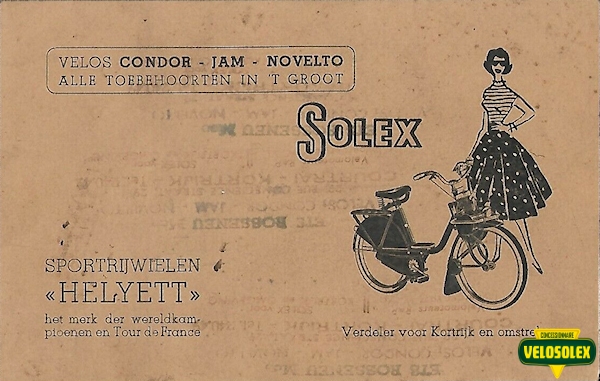 VELOS CONDOR - JAM - NOVELTO
ALLE TOEBEHOORTEN IN 'T GROOT
SOLEX
SPORTRIJWIELEN
«HELYETT»
het merk der wereldkam-
pioenen en Tour de France
Verdeler voor Kortrijk en
CONCESSIONNAIRE
VELOSOLEX